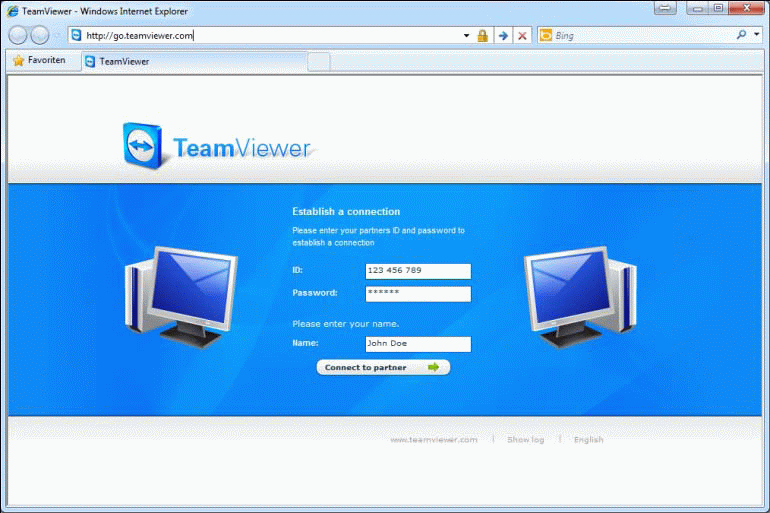 TeamViewer - Windows Internet Explorer
http://go.teamviewer.com
Bing
Favoriten
TeamViewer
TeamViewer
Establish a connection
Please enter your partners ID and password to
establish a connection
ID: 123 456 789
Password: ******
Please enter your name.
Name: John Doe
Connect to partner
www.teamviewer.com | Show log | English